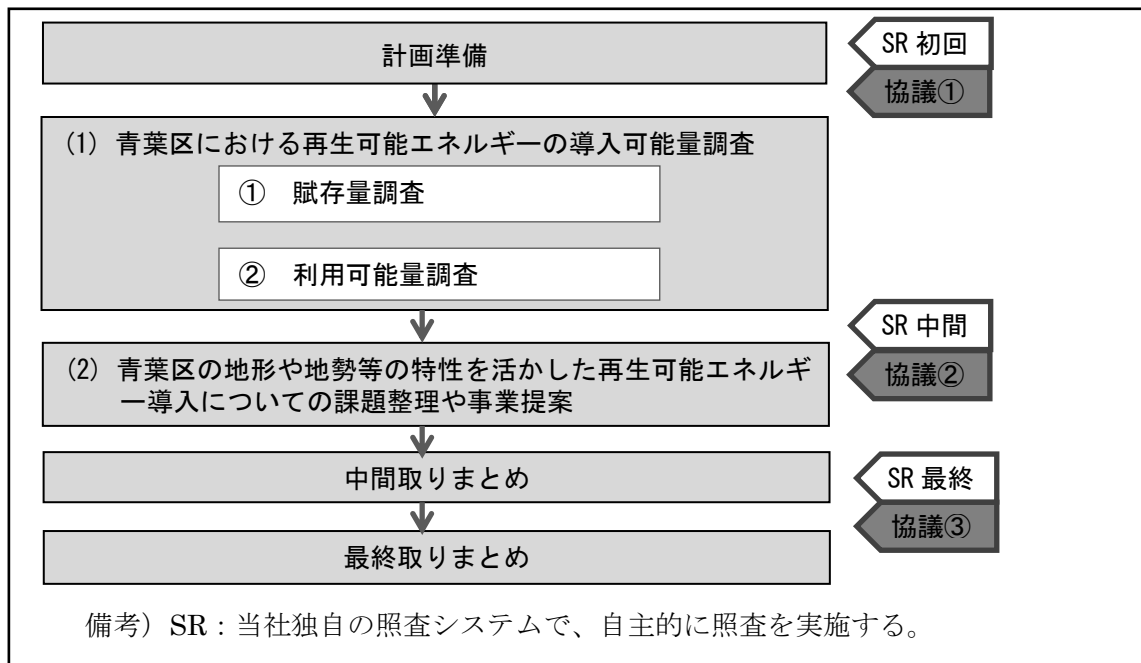 計画準備
SR 初回
協議①
(1) 青葉区における再生可能エネルギーの導入可能量調査
① 賦存量調査
② 利用可能量調査
SR 中間
協議②
(2) 青葉区の地形や地勢等の特性を活かした再生可能エネルギ
ー導入についての課題整理や事業提案
中間取りまとめ
SR 最終
協議③
最終取りまとめ
備考）SR：当社独自の照査システムで、自主的に照査を実施する。